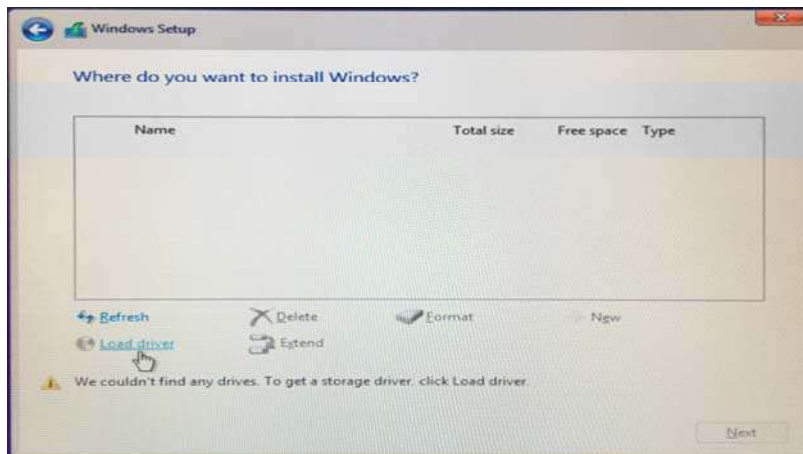 Windows Setup
Where do you want to install Windows?
Name Total size Free space Type
Refresh Delete Format New
Load driver Extend
We couldn't find any drives. To get a storage driver, click Load driver.
Next